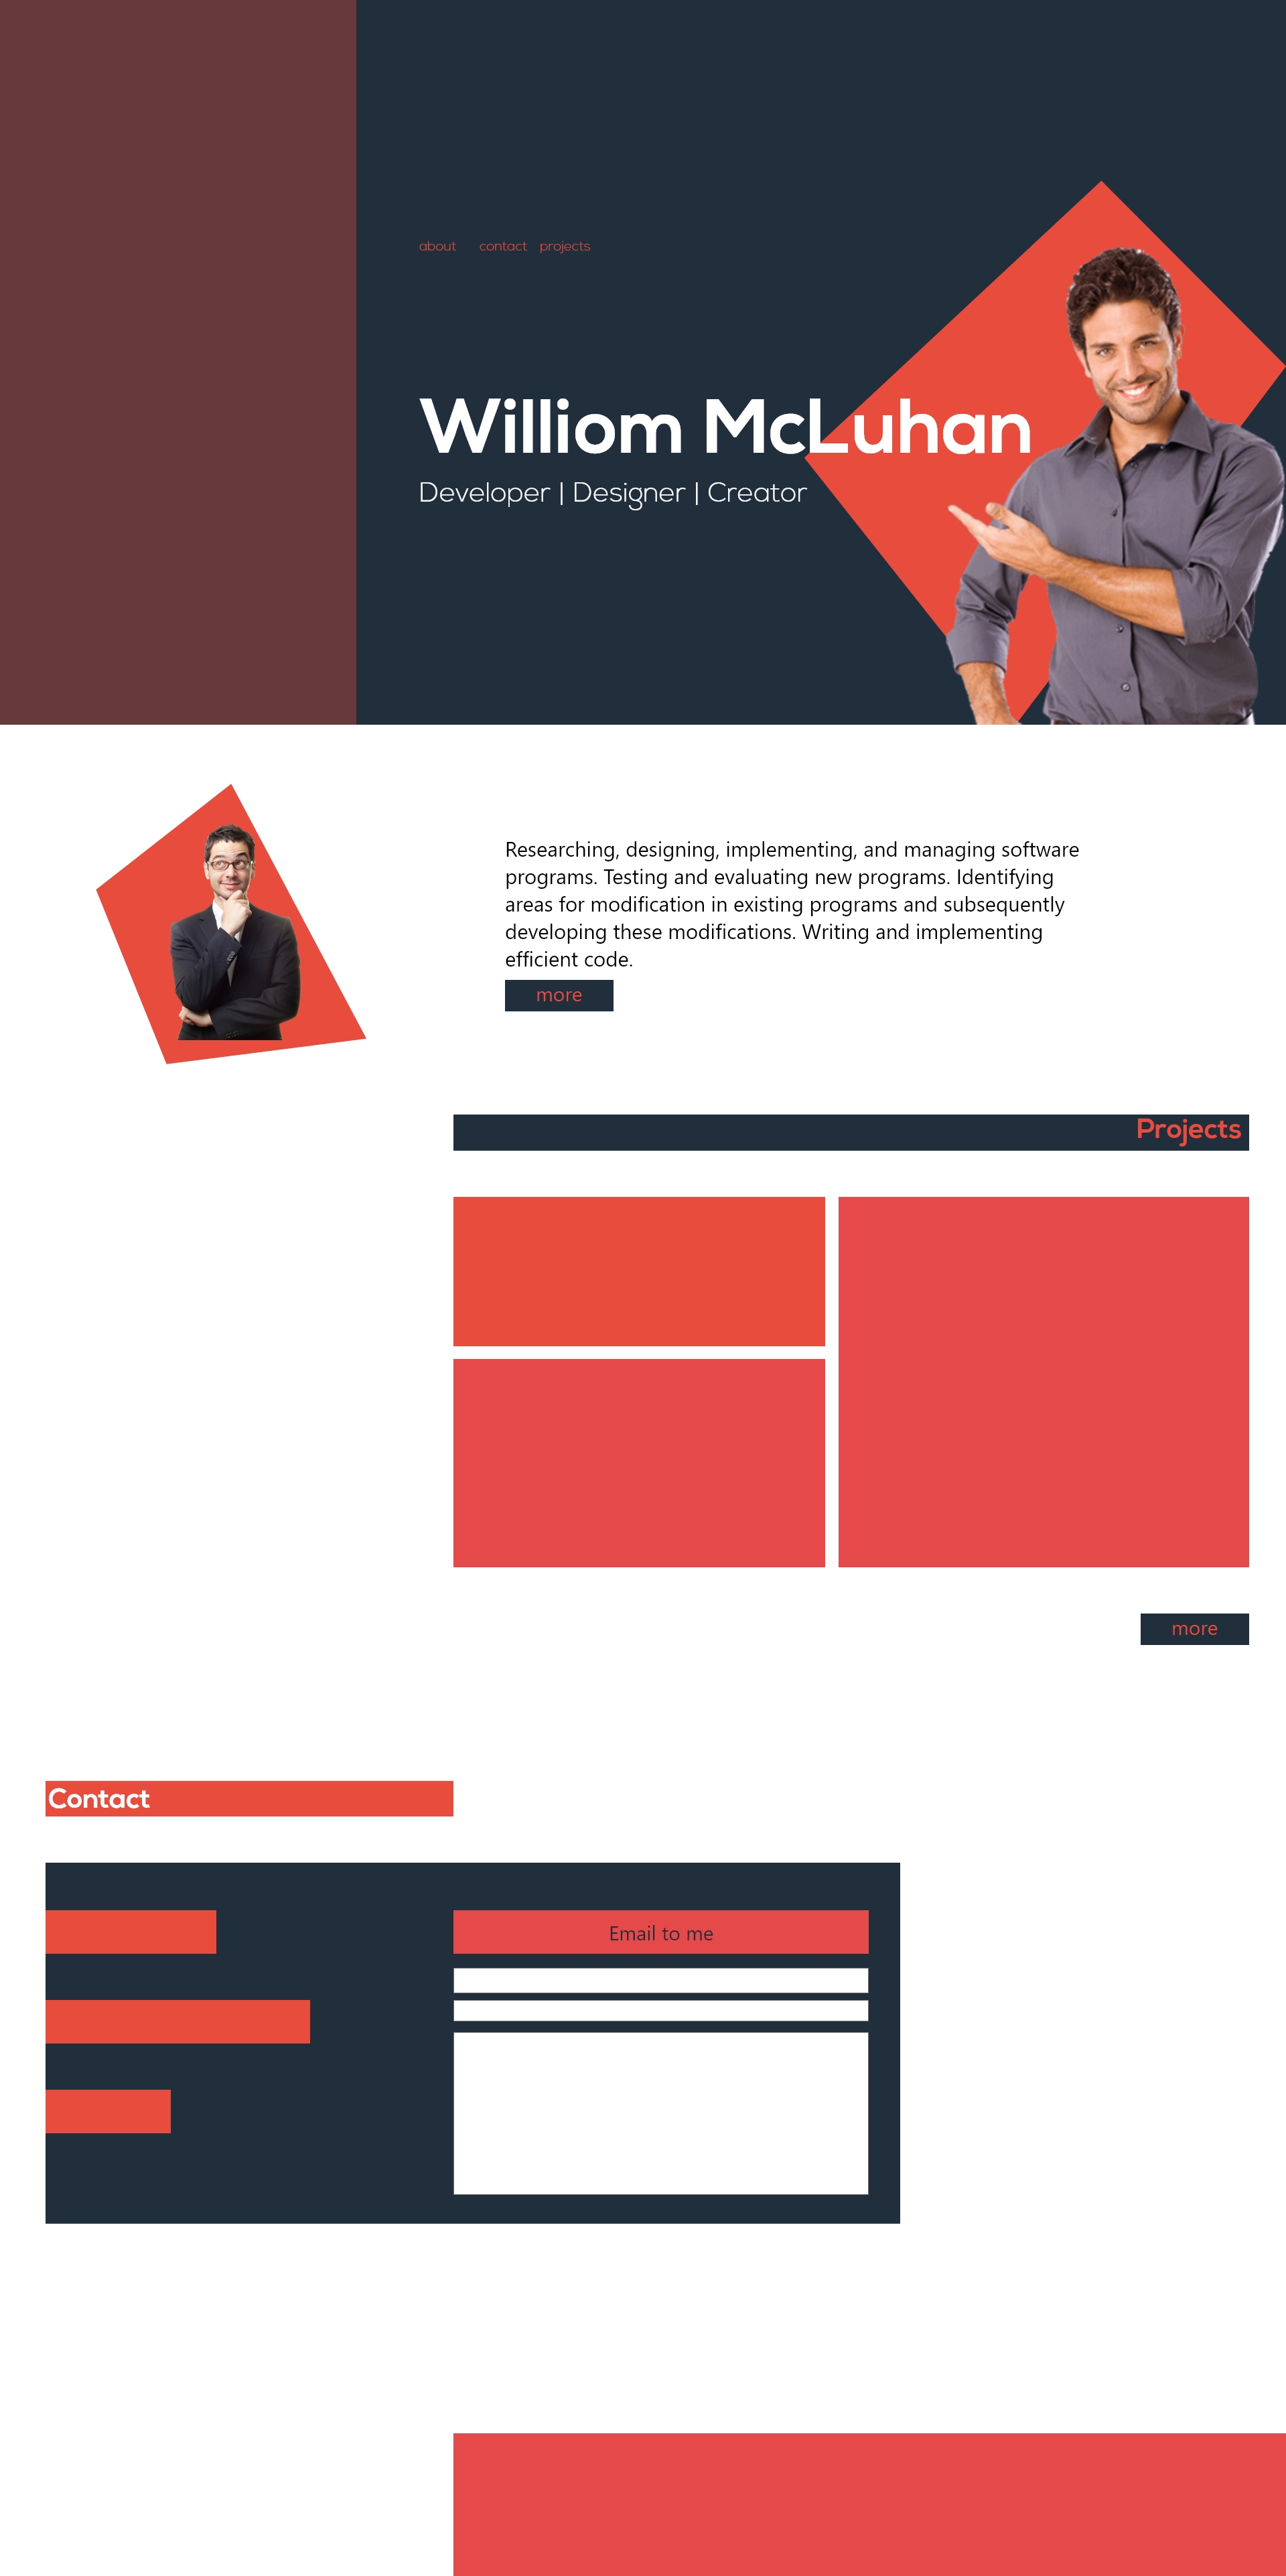 about contact projects
Williom McLuhan
Developer | Designer | Creator
Researching, designing, implementing, and managing software
programs. Testing and evaluating new programs. Identifying
areas for modification in existing programs and subsequently
developing these modifications. Writing and implementing
efficient code.
more
Projects
more
Contact
Email to me